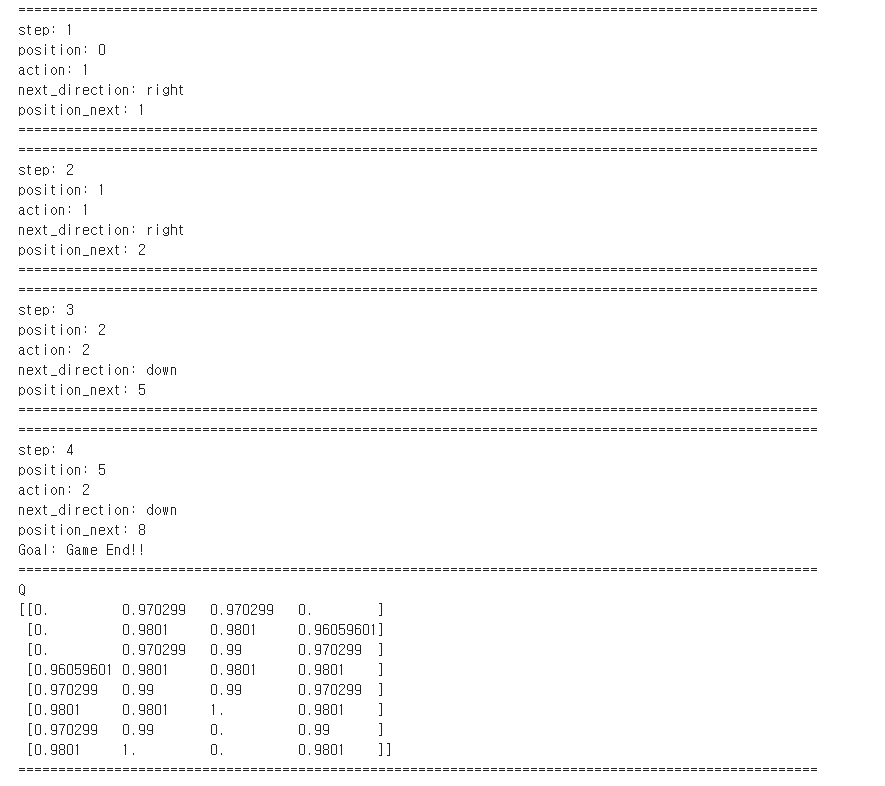 ====================================================================================================
step: 1
position: 0
action: 1
next_direction: right
position_next: 1
====================================================================================================
====================================================================================================
step: 2
position: 1
action: 1
next_direction: right
position_next: 2
====================================================================================================
====================================================================================================
step: 3
position: 2
action: 2
next_direction: down
position_next: 5
====================================================================================================
====================================================================================================
step: 4
position: 5
action: 2
next_direction: down
position_next: 8
Goal: Game End!!
====================================================================================================
Q
[[0.         0.970299   0.970299   0.        ]
 [0.         0.9801     0.9801     0.96059601]
 [0.         0.970299   0.99       0.970299  ]
 [0.96059601 0.9801     0.9801     0.9801    ]
 [0.970299   0.99       0.99       0.970299  ]
 [0.9801     0.9801     1.         0.9801    ]
 [0.970299   0.99       0.         0.99      ]
 [0.9801     1.         0.         0.9801    ]]
====================================================================================================